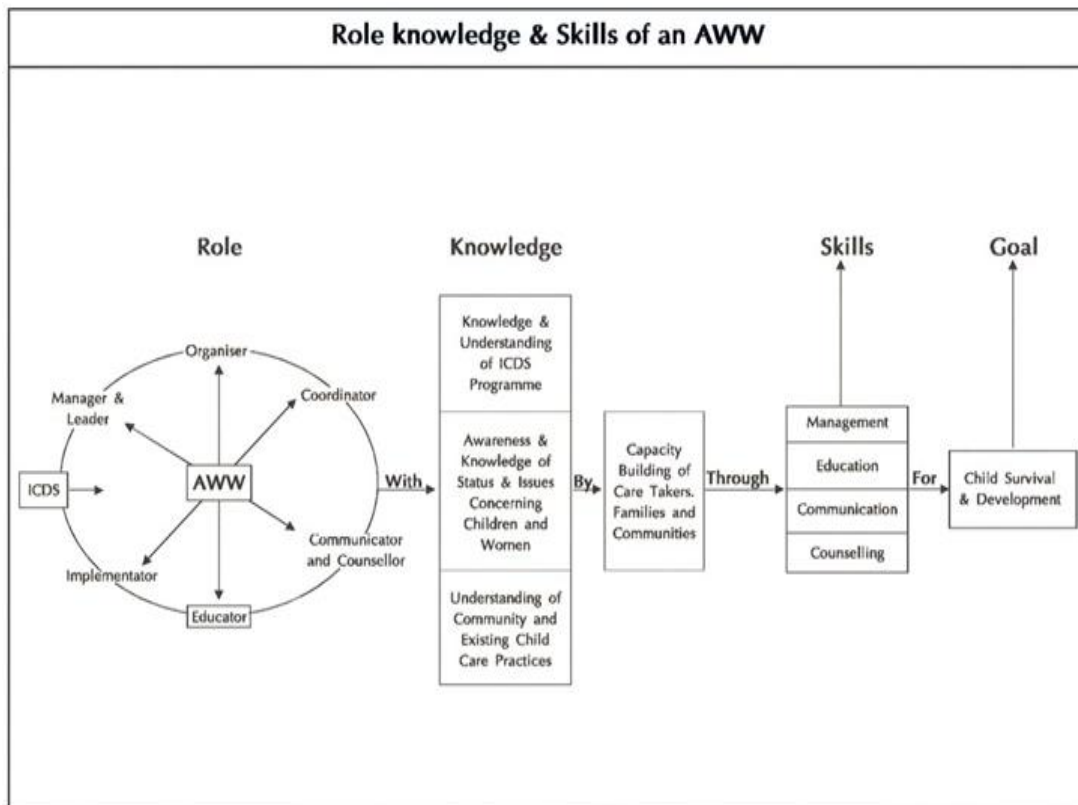 Role knowledge & Skills of an AWW
Role
Knowledge
Skills
Goal
Organiser
Manager &
Leader
Coordinator
ICDS
AWW
Communicator
and Counsellor
Implementator
Educator
With
Knowledge &
Understanding
of ICDS
Programme
Awareness &
Knowledge of
Status & Issues
Concerning
Children and
Women
Understanding of
Community and
Existing Child
Care Practices
By
Capacity
Building of
Care Takers.
Families and
Communities
Through
Management
Education
Communication
Counselling
For
Child Survival
& Development